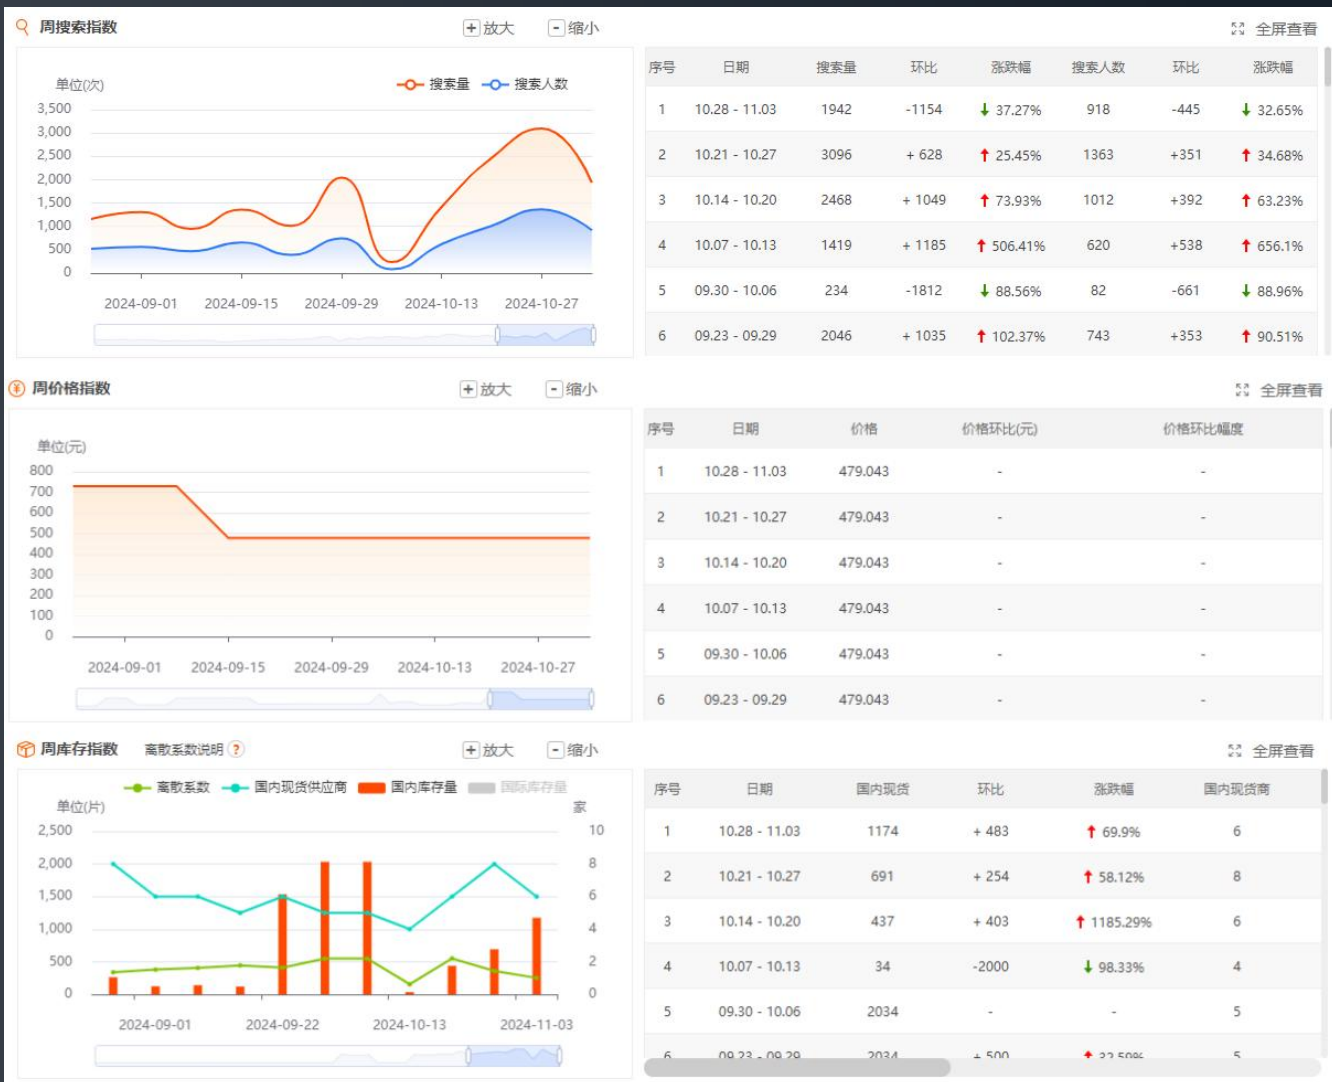 周搜索指数
+ 放大 - 缩小
全屏查看
单位(次)
搜索量 搜索人数
3,500
3,000
2,500
2,000
1,500
1,000
500
0
2024-09-01 2024-09-15 2024-09-29 2024-10-13 2024-10-27
序号 日期 搜索量 环比 涨跌幅 搜索人数 环比 涨跌幅
1 10.28 - 11.03 1942 -1154 37.27% 918 -445 32.65%
2 10.21 - 10.27 3096 + 628 25.45% 1363 +351 34.68%
3 10.14 - 10.20 2468 + 1049 73.93% 1012 +392 63.23%
4 10.07 - 10.13 1419 + 1185 506.41% 620 +538 656.1%
5 09.30 - 10.06 234 -1812 88.56% 82 -661 88.96%
6 09.23 - 09.29 2046 + 1035 102.37% 743 +353 90.51%
周价格指数
+ 放大 - 缩小
全屏查看
单位(元)
800
700
600
500
400
300
200
100
0
2024-09-01 2024-09-15 2024-09-29 2024-10-13 2024-10-27
序号 日期 价格 价格环比(元) 价格环比幅度
1 10.28 - 11.03 479.043 - -
2 10.21 - 10.27 479.043 - -
3 10.14 - 10.20 479.043 - -
4 10.07 - 10.13 479.043 - -
5 09.30 - 10.06 479.043 - -
6 09.23 - 09.29 479.043 - -
周库存指数 离散系数说明 ?
+ 放大 - 缩小
全屏查看
离散系数 国内现货供应商 国内库存量 国际库存量
单位(片) 家
2,500 10
2,000 8
1,500 6
1,000 4
500 2
0 0
2024-09-01 2024-09-22 2024-10-13 2024-11-03
序号 日期 国内现货 环比 涨跌幅 国内现货商
1 10.28 - 11.03 1174 + 483 69.9% 6
2 10.21 - 10.27 691 + 254 58.12% 8
3 10.14 - 10.20 437 + 403 1185.29% 6
4 10.07 - 10.13 34 -2000 98.33% 4
5 09.30 - 10.06 2034 - - 5
6 09.23 - 09.29 2034 + 500 32.59% 5